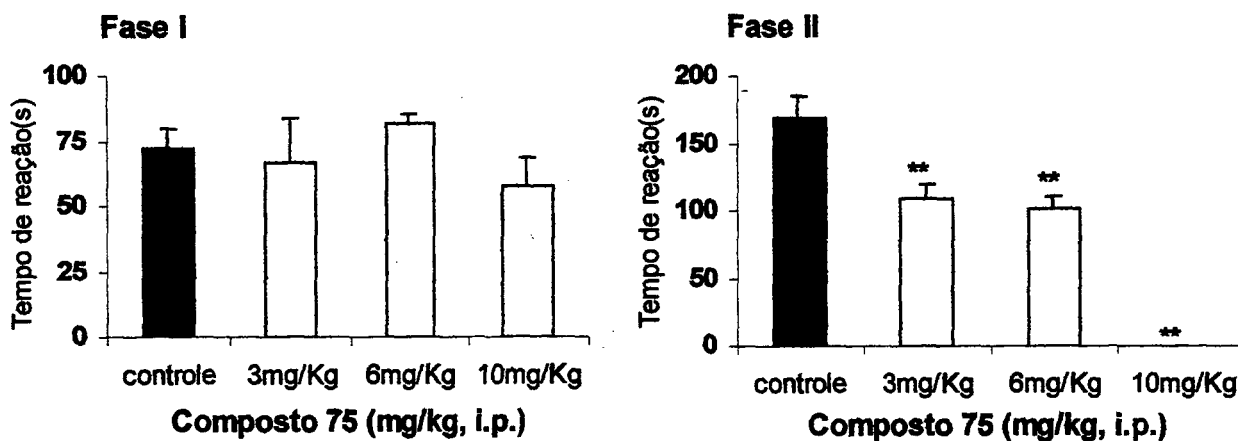 Fase I
Tempo de reação(s)
100
75
50
25
0
controle 3mg/Kg 6mg/Kg 10mg/Kg
Composto 75 (mg/kg, i.p.)
Fase II
Tempo de reação(s)
200
150
100
50
0
** ** **
controle 3mg/Kg 6mg/Kg 10mg/Kg
Composto 75 (mg/kg, i.p.)